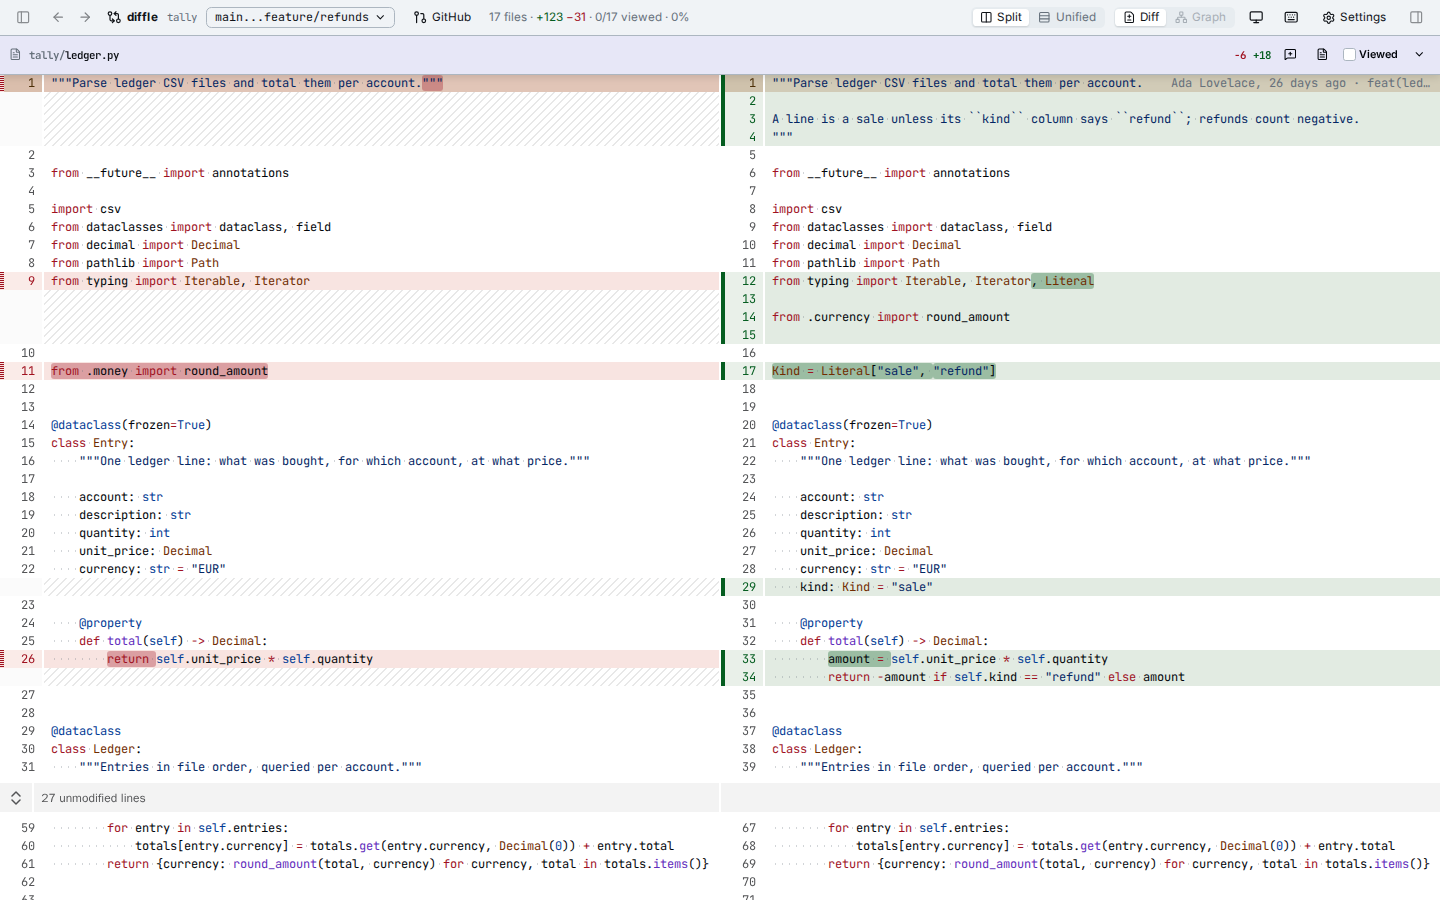 diffle tally main...feature/refunds GitHub 17 files · +123 −31 · 0/17 viewed · 0% Split Unified Diff Graph Settings
tally/ledger.py -6 +18 Viewed
1 """Parse ledger CSV files and total them per account."""
1 """Parse ledger CSV files and total them per account. Ada Lovelace, 26 days ago · feat(led…
2
3 A line is a sale unless its ``kind`` column says ``refund``; refunds count negative.
4 """
2
5
3 from __future__ import annotations
6 from __future__ import annotations
4
7
5 import csv
8 import csv
6 from dataclasses import dataclass, field
9 from dataclasses import dataclass, field
7 from decimal import Decimal
10 from decimal import Decimal
8 from pathlib import Path
11 from pathlib import Path
9 from typing import Iterable, Iterator
12 from typing import Iterable, Iterator, Literal
13
14 from .currency import round_amount
15
10
16
11 from .money import round_amount
17 Kind = Literal["sale", "refund"]
12
18
13
19
14 @dataclass(frozen=True)
20 @dataclass(frozen=True)
15 class Entry:
21 class Entry:
16 """One ledger line: what was bought, for which account, at what price."""
22 """One ledger line: what was bought, for which account, at what price."""
17
23
18 account: str
24 account: str
19 description: str
25 description: str
20 quantity: int
26 quantity: int
21 unit_price: Decimal
27 unit_price: Decimal
22 currency: str = "EUR"
28 currency: str = "EUR"
29 kind: Kind = "sale"
23
30
24 @property
31 @property
25 def total(self) -> Decimal:
32 def total(self) -> Decimal:
26 return self.unit_price * self.quantity
33 amount = self.unit_price * self.quantity
34 return -amount if self.kind == "refund" else amount
27
35
28
36
29 @dataclass
37 @dataclass
30 class Ledger:
38 class Ledger:
31 """Entries in file order, queried per account."""
39 """Entries in file order, queried per account."""
27 unmodified lines
59 for entry in self.entries:
67 for entry in self.entries:
60 totals[entry.currency] = totals.get(entry.currency, Decimal(0)) + entry.total
68 totals[entry.currency] = totals.get(entry.currency, Decimal(0)) + entry.total
61 return {currency: round_amount(total, currency) for currency, total in totals.items()}
69 return {currency: round_amount(total, currency) for currency, total in totals.items()}
62
70
63
71